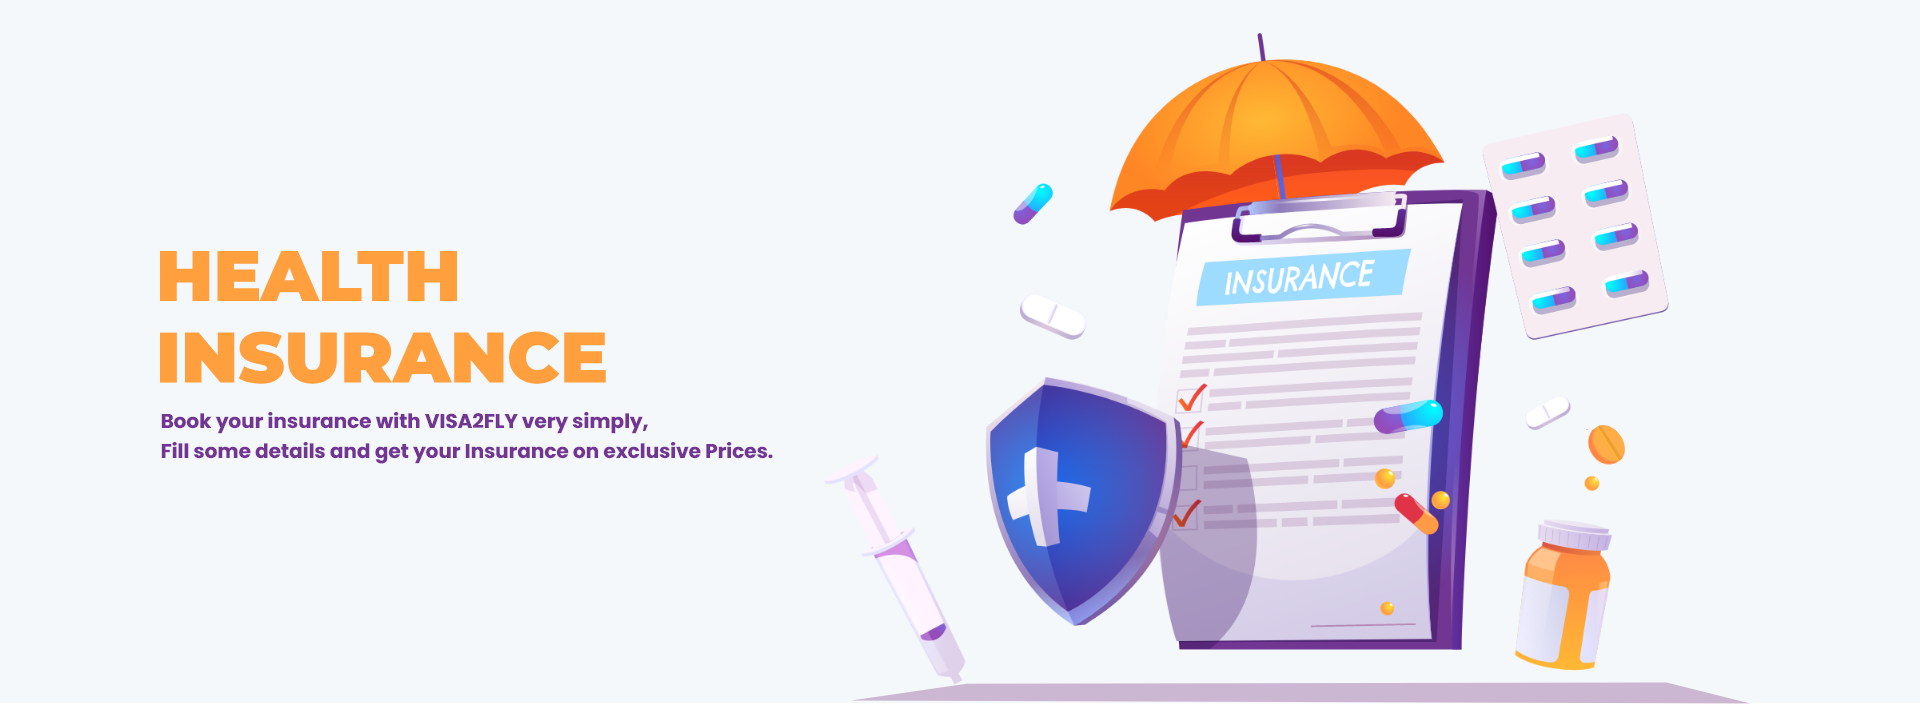 HEALTH
INSURANCE
Book your insurance with VISA2FLY very simply,
Fill some details and get your Insurance on exclusive Prices.
INSURANCE